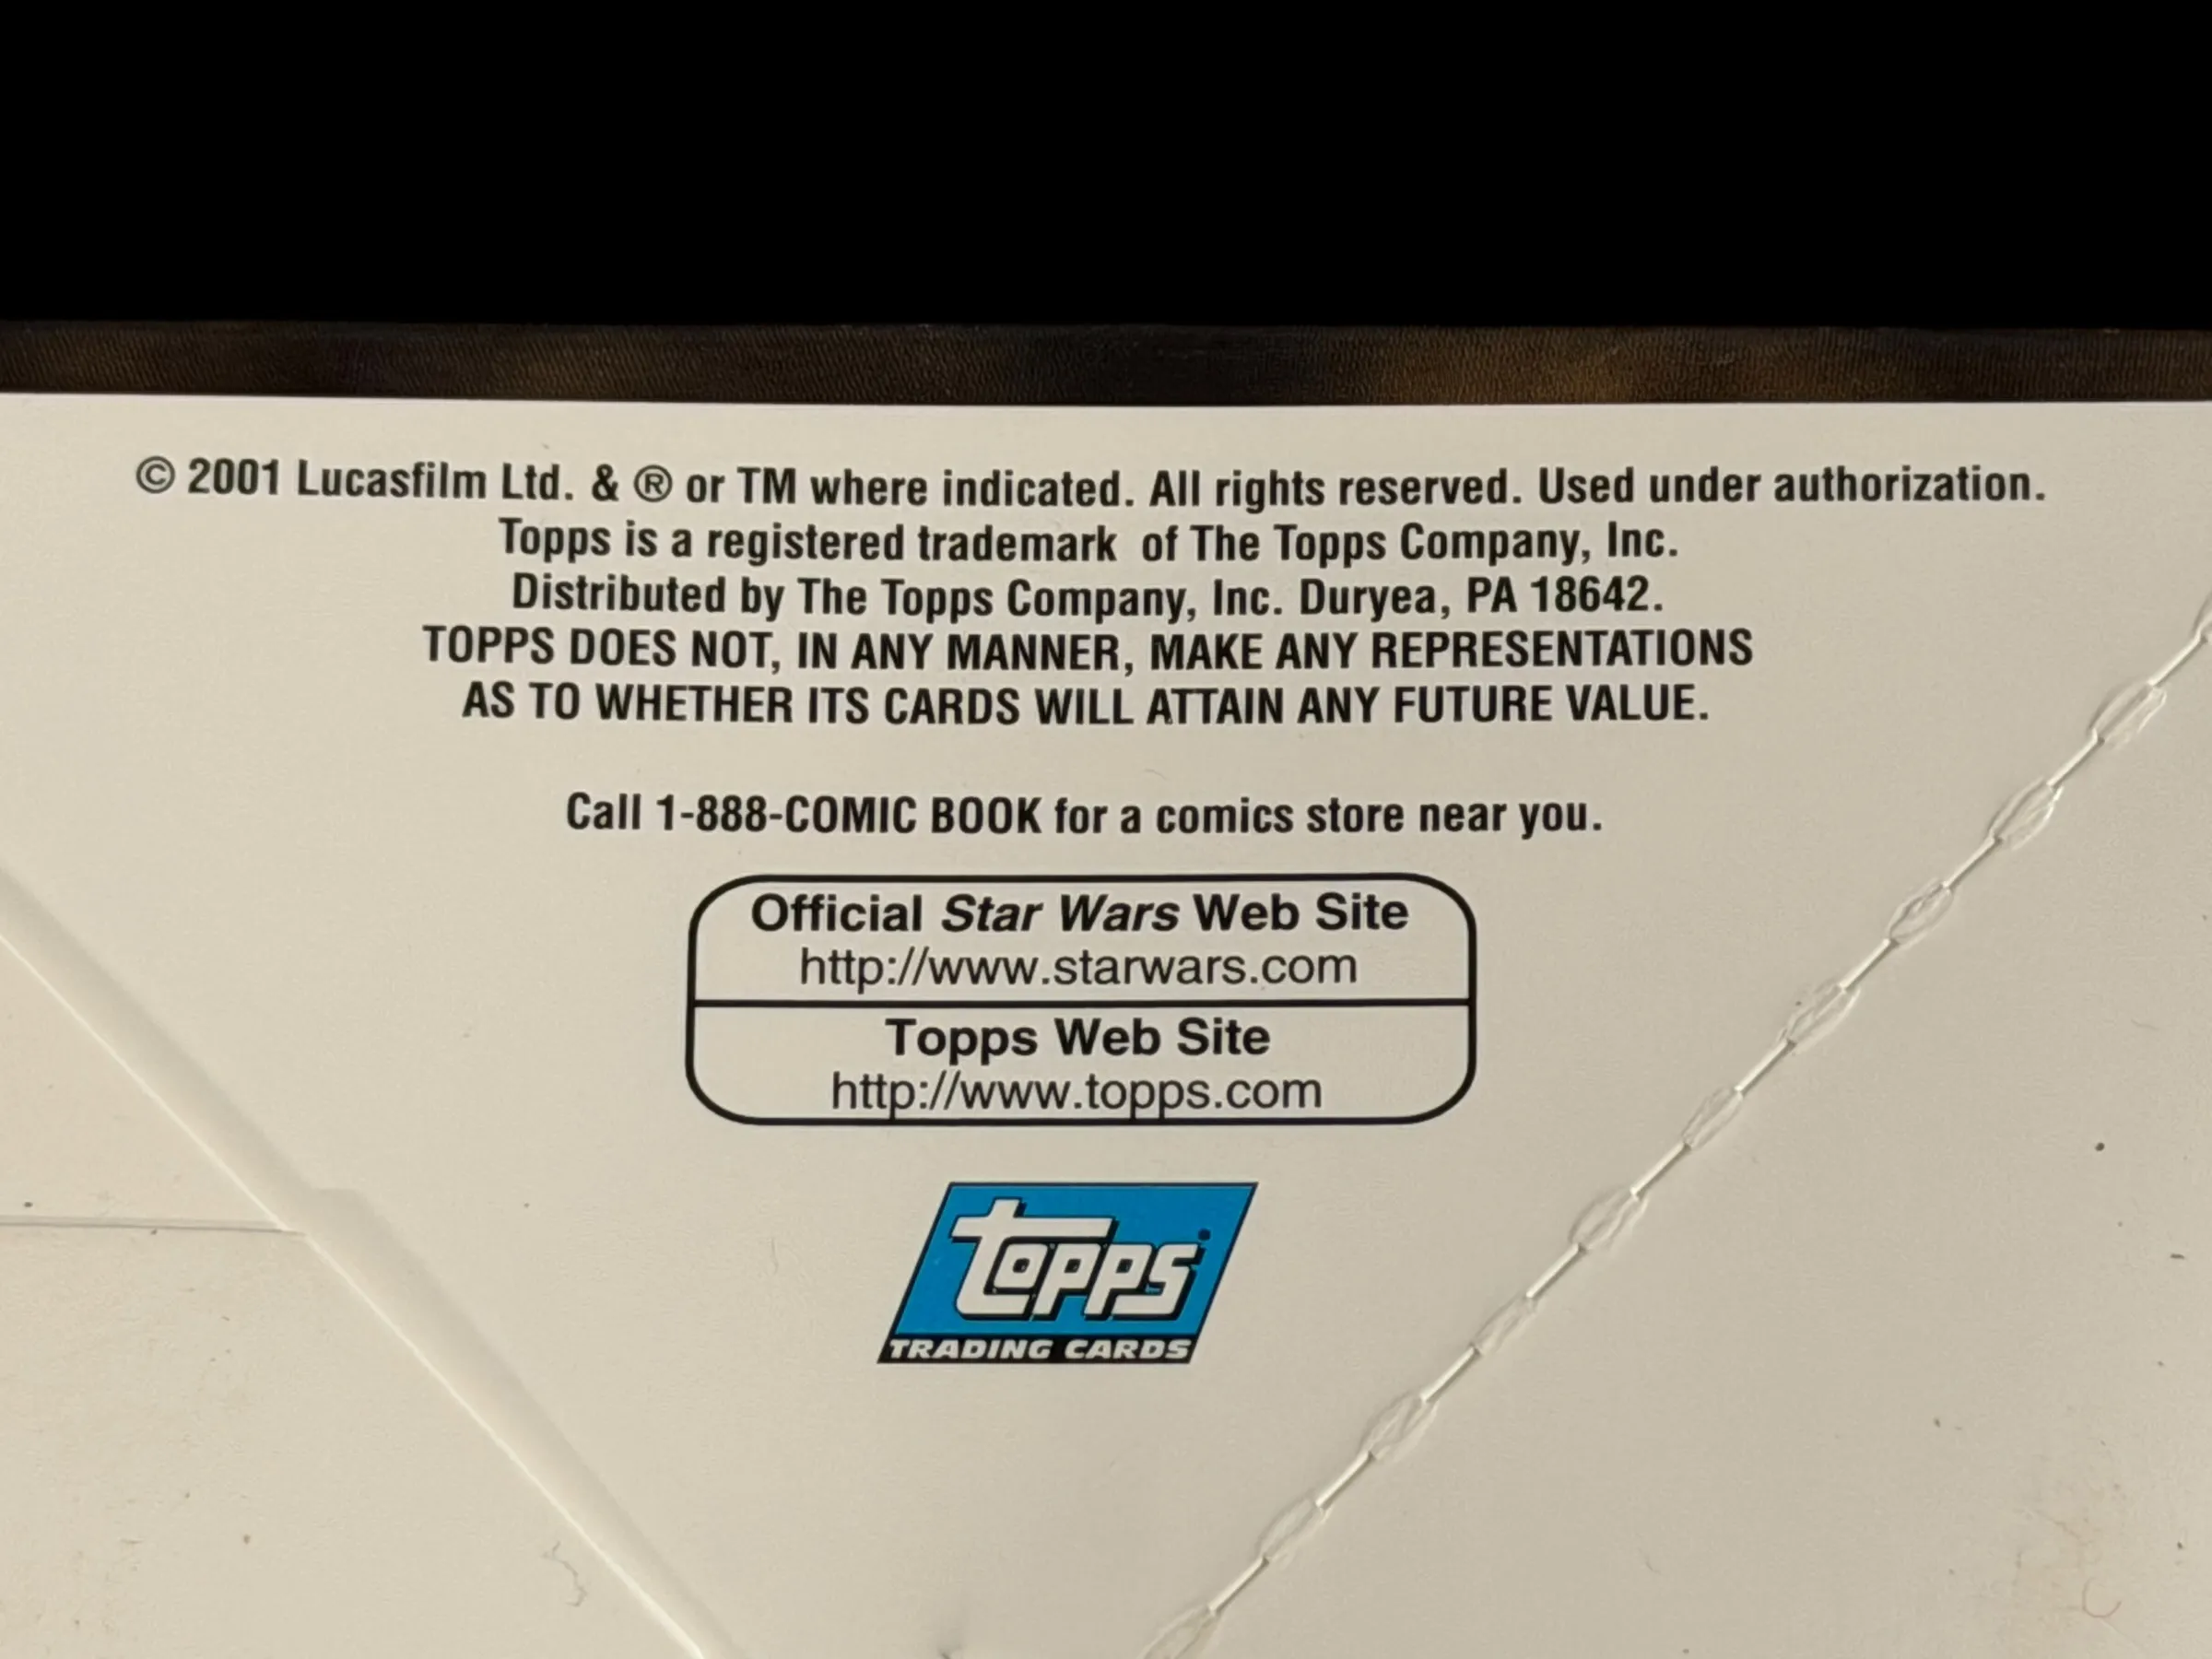 © 2001 Lucasfilm Ltd. & ® or TM where indicated. All rights reserved. Used under authorization.
Topps is a registered trademark of The Topps Company, Inc.
Distributed by The Topps Company, Inc. Duryea, PA 18642.
TOPPS DOES NOT, IN ANY MANNER, MAKE ANY REPRESENTATIONS
AS TO WHETHER ITS CARDS WILL ATTAIN ANY FUTURE VALUE.
Call 1-888-COMIC BOOK for a comics store near you.
Official Star Wars Web Site
http://www.starwars.com
Topps Web Site
http://www.topps.com
topps
TRADING CARDS